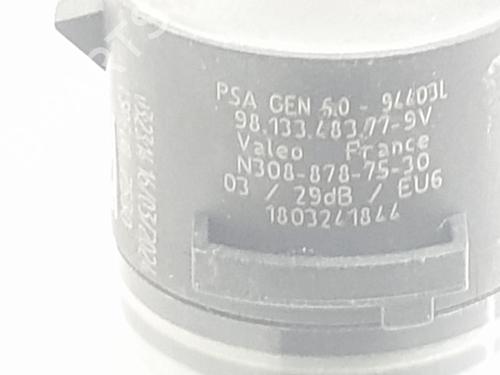 PSA GEN 5.0 - 94403L
98.133.483.77-9V
Valeo France
N308-878-75-30
03 / 29dB / EU6
1803241844